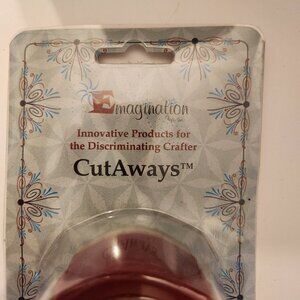 Emagination
Innovative Products for
the Discriminating Crafter
CutAways™